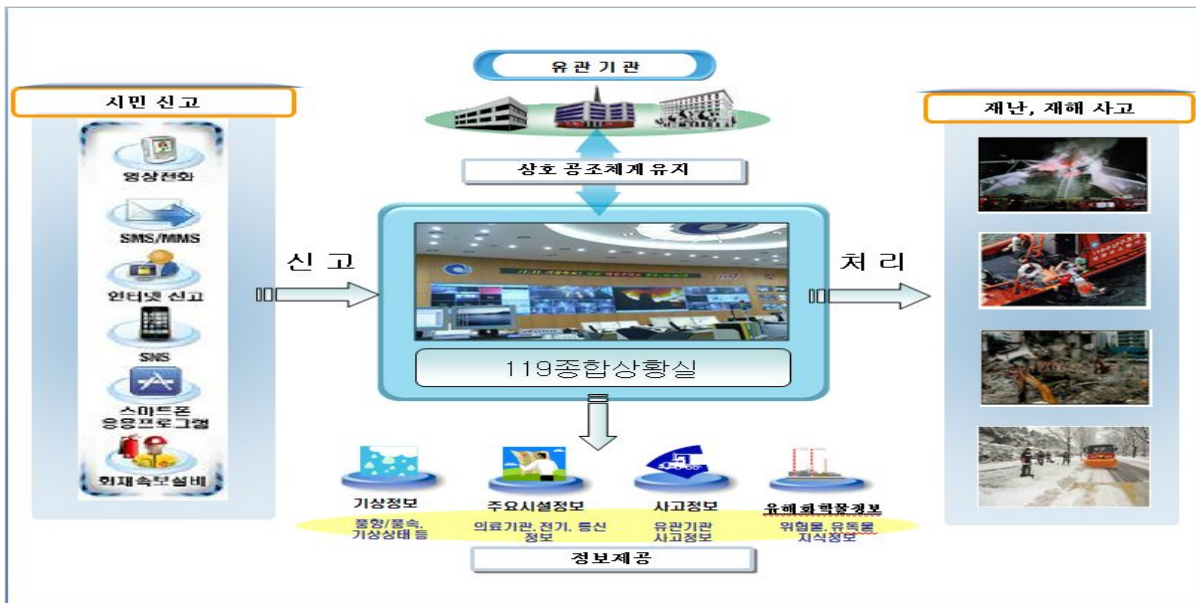 유관 기관
시민 신고
재난, 재해 사고
영상전화
상호 공조체계 유지
SMS/MMS
신 고
처 리
인터넷 신고
SNS
119종합상황실
스마트폰
응용프로그램
화재속보설비
기상정보
주요시설정보
사고정보
유해화학물정보
풍향/풍속,
기상상태 등
의료기관, 전기, 통신
정보
유관기관
사고정보
위험물, 유독물
지식정보
정보제공